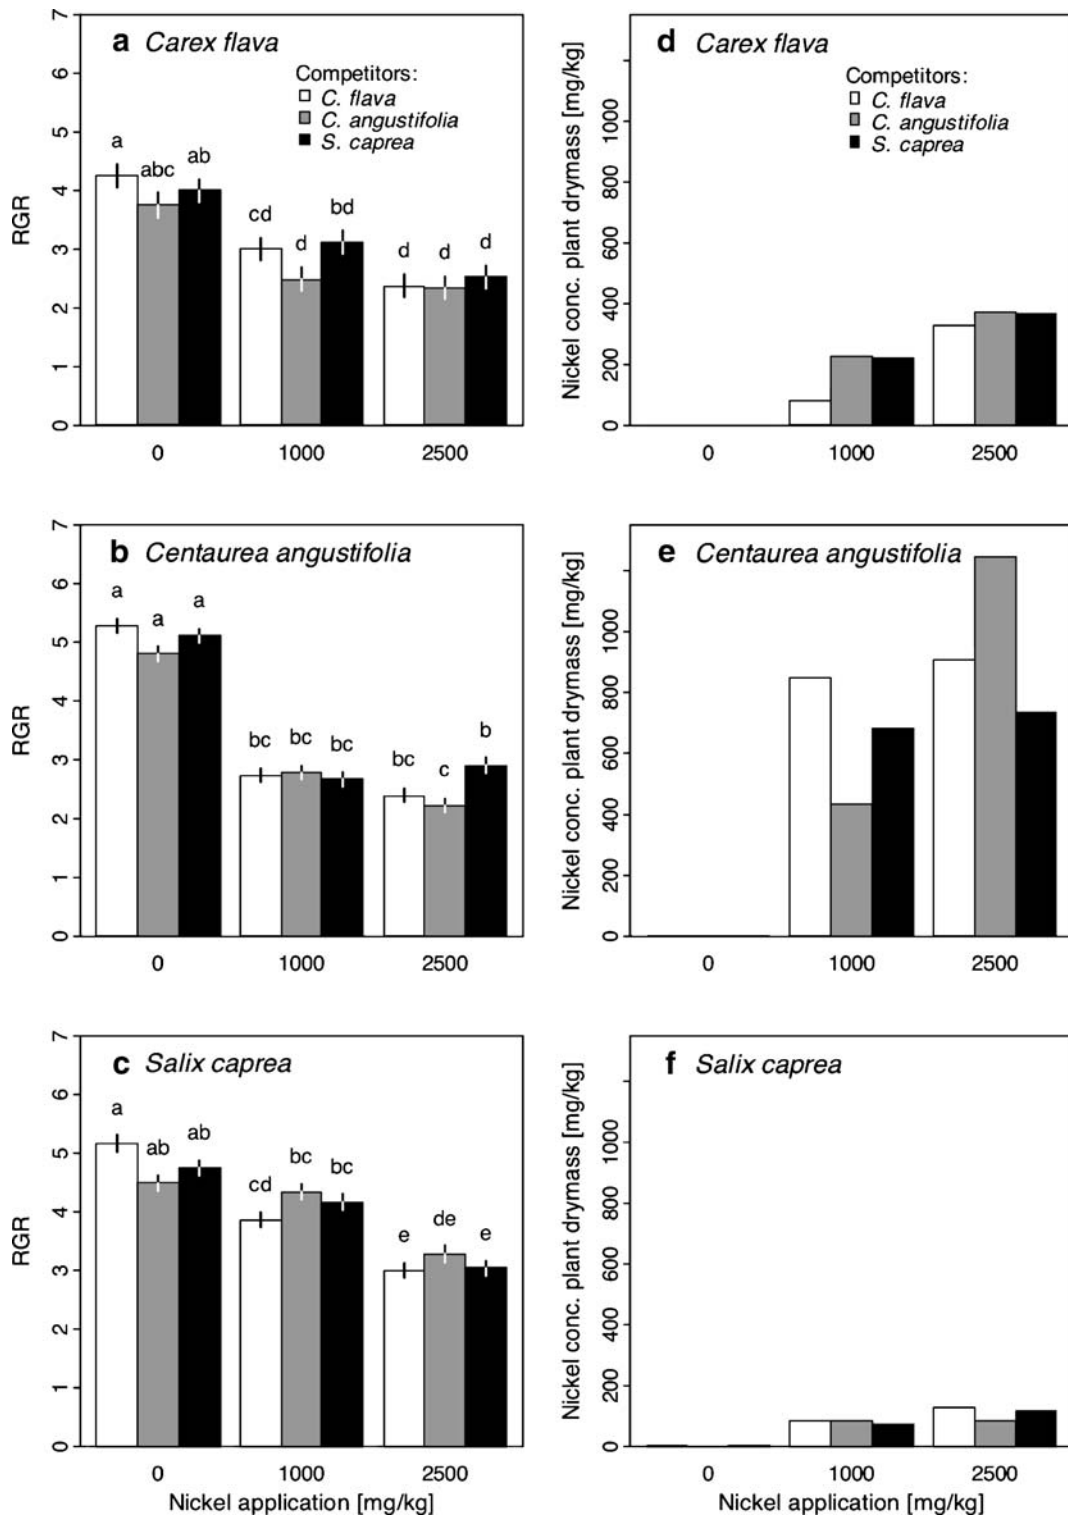 a Carex flava
Competitors:
C. flava
C. angustifolia
S. caprea
RGR
7
6
5
4
3
2
1
0
a
abc
ab
cd
d
bd
d
d
d
0
1000
2500
d Carex flava
Competitors:
C. flava
C. angustifolia
S. caprea
Nickel conc. plant drymass [mg/kg]
1000
800
600
400
200
0
0
1000
2500
b Centaurea angustifolia
RGR
7
6
5
4
3
2
1
0
a
a
a
bc
bc
bc
bc
c
b
0
1000
2500
e Centaurea angustifolia
Nickel conc. plant drymass [mg/kg]
1000
800
600
400
200
0
0
1000
2500
c Salix caprea
RGR
7
6
5
4
3
2
1
0
a
ab
ab
cd
bc
bc
e
de
e
0
1000
2500
Nickel application [mg/kg]
f Salix caprea
Nickel conc. plant drymass [mg/kg]
1000
800
600
400
200
0
0
1000
2500
Nickel application [mg/kg]